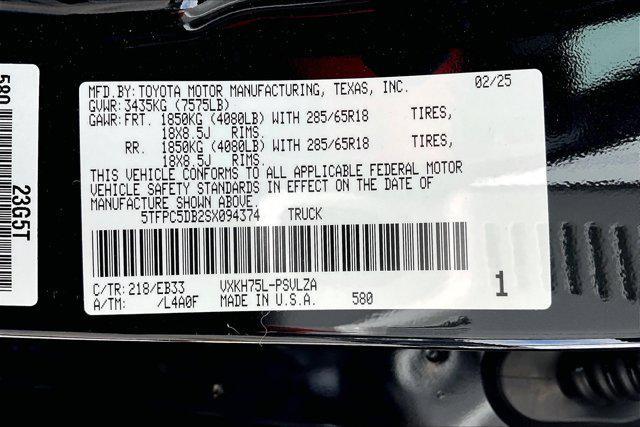 MFD.BY: TOYOTA MOTOR MANUFACTURING, TEXAS, INC. 02/25
GVWR: 3435KG (7575LB)
GAWR: FRT. 1850KG (4080LB) WITH 285/65R18 TIRES,
18X8.5J RIMS.
RR. 1850KG (4080LB) WITH 285/65R18 TIRES,
18X8.5J RIMS.
THIS VEHICLE CONFORMS TO ALL APPLICABLE FEDERAL MOTOR
VEHICLE SAFETY STANDARDS IN EFFECT ON THE DATE OF
MANUFACTURE SHOWN ABOVE.
5TFPC5DB2SX094374 TRUCK
C/TR: 218/EB33 VXKH75L-PSVLZA
A/TM: /L4A0F MADE IN U.S.A. 580 1
580
23G5T